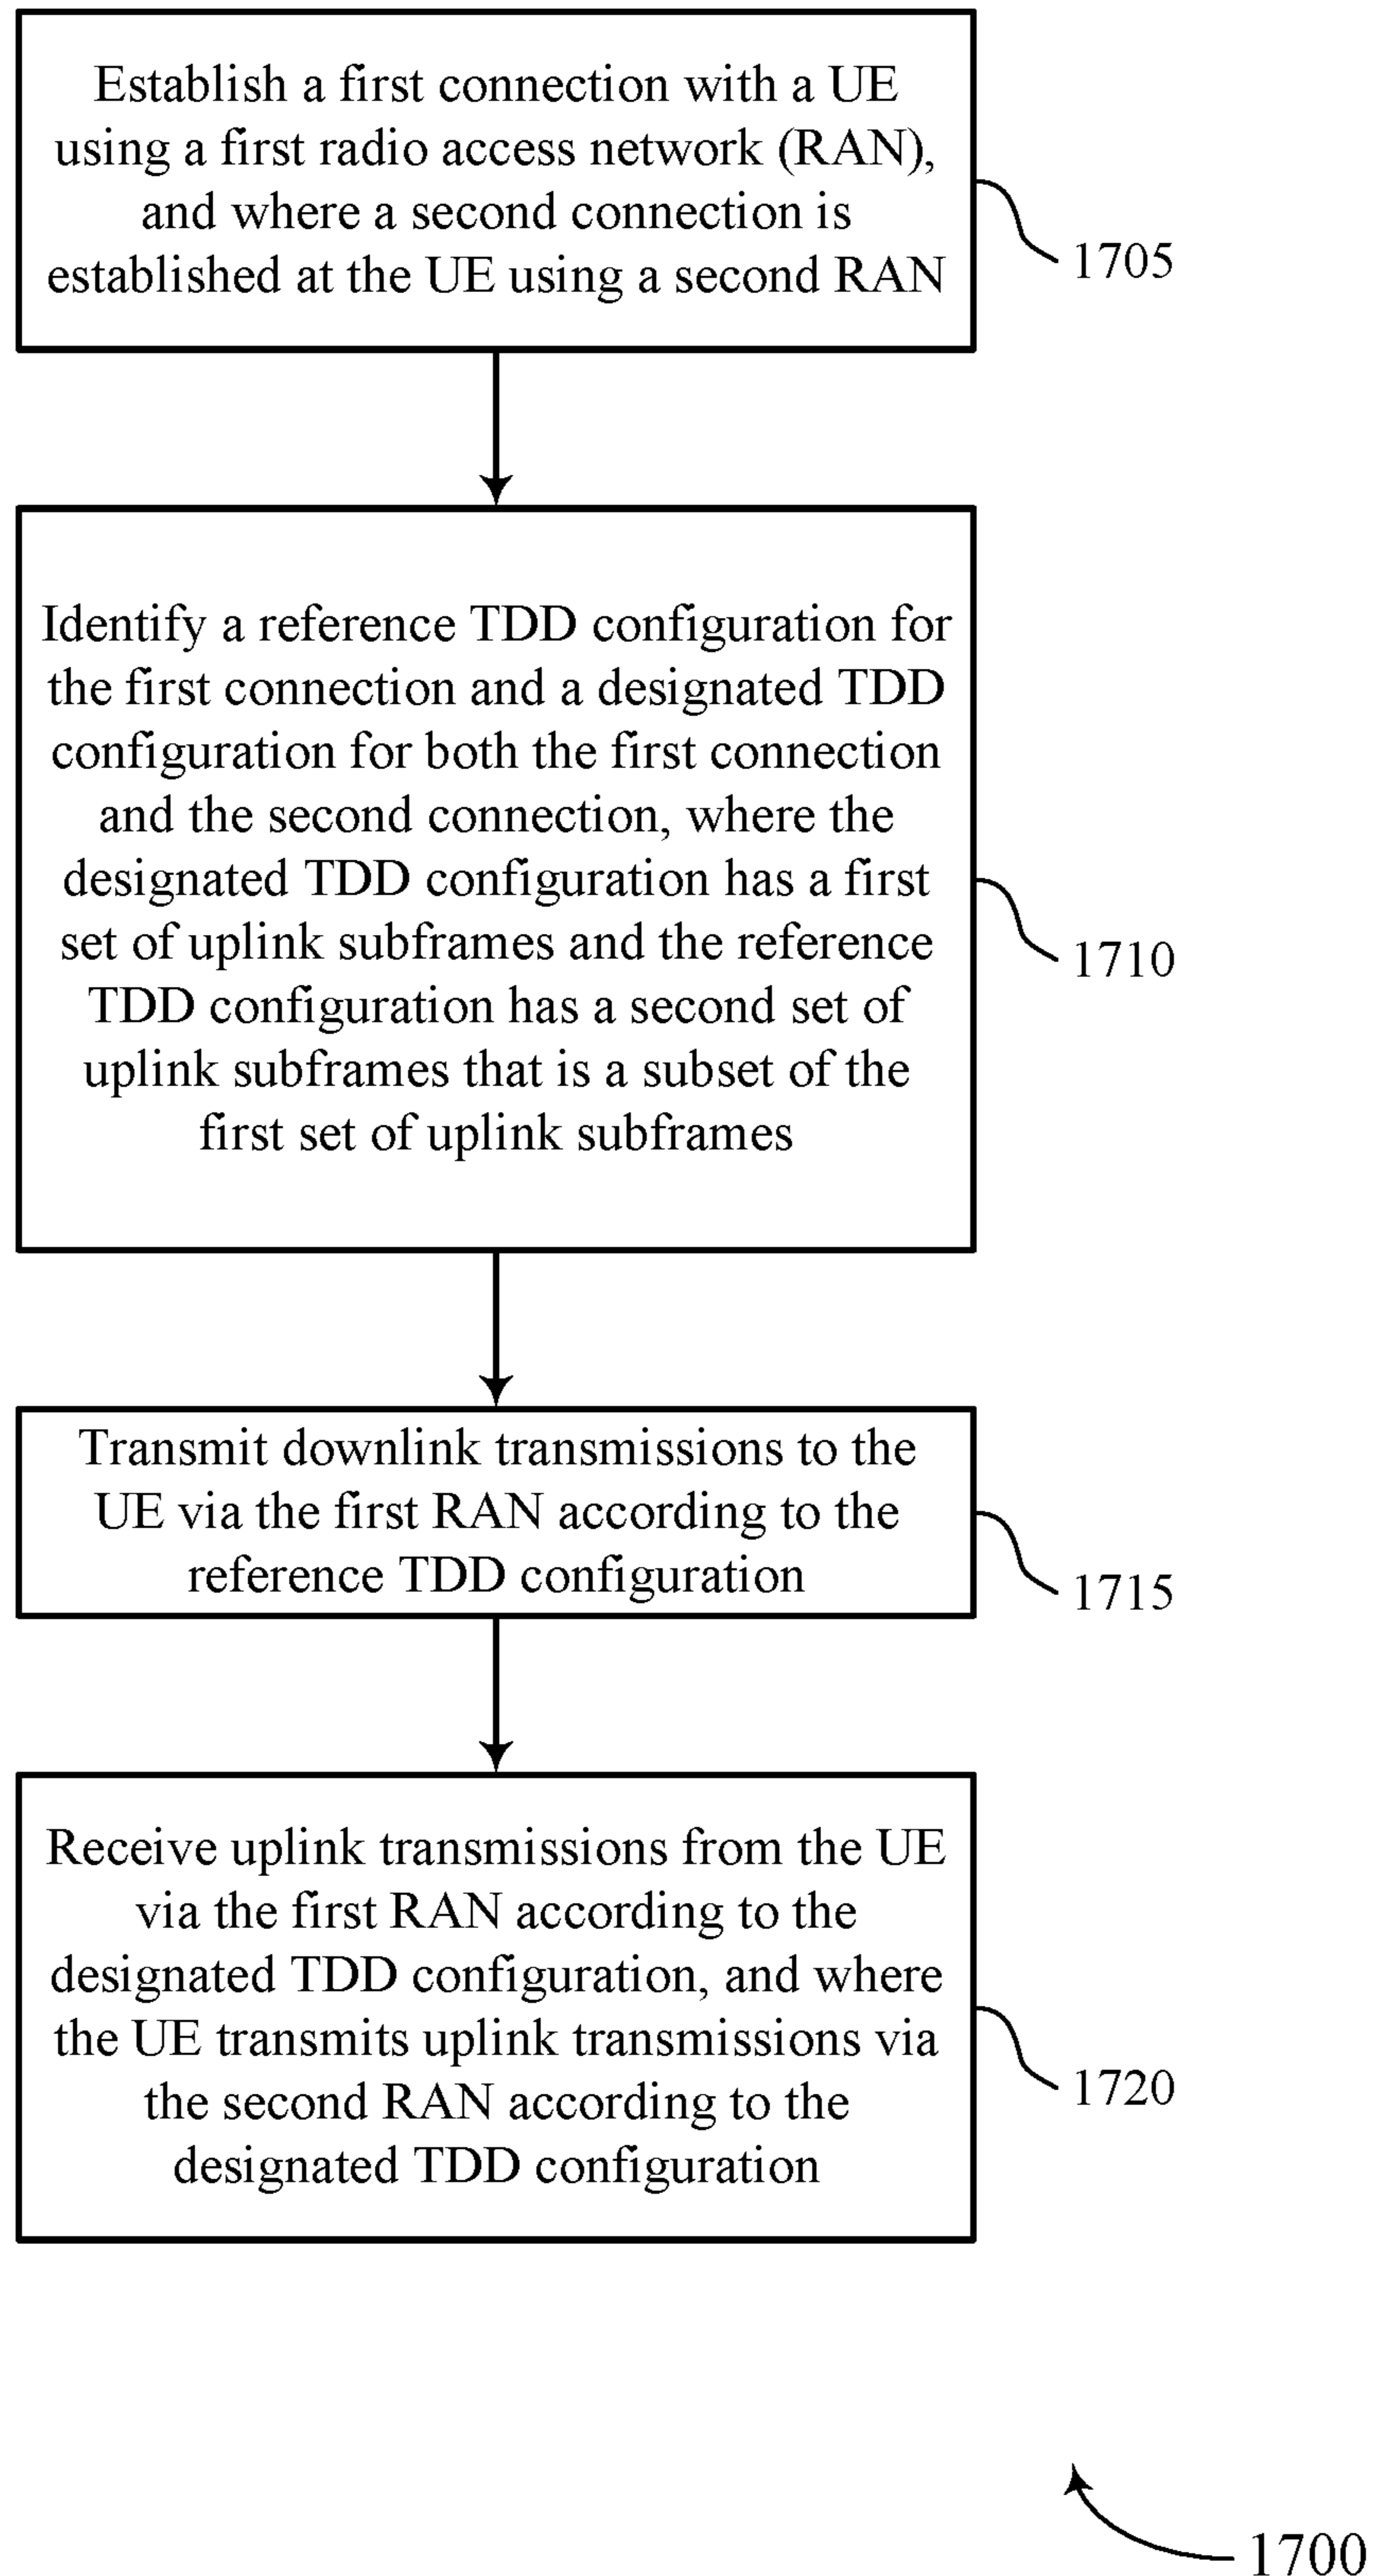 Establish a first connection with a UE
using a first radio access network (RAN),
and where a second connection is
established at the UE using a second RAN
1705
Identify a reference TDD configuration for
the first connection and a designated TDD
configuration for both the first connection
and the second connection, where the
designated TDD configuration has a first
set of uplink subframes and the reference
TDD configuration has a second set of
uplink subframes that is a subset of the
first set of uplink subframes
1710
Transmit downlink transmissions to the
UE via the first RAN according to the
reference TDD configuration
1715
Receive uplink transmissions from the UE
via the first RAN according to the
designated TDD configuration, and where
the UE transmits uplink transmissions via
the second RAN according to the
designated TDD configuration
1720
1700